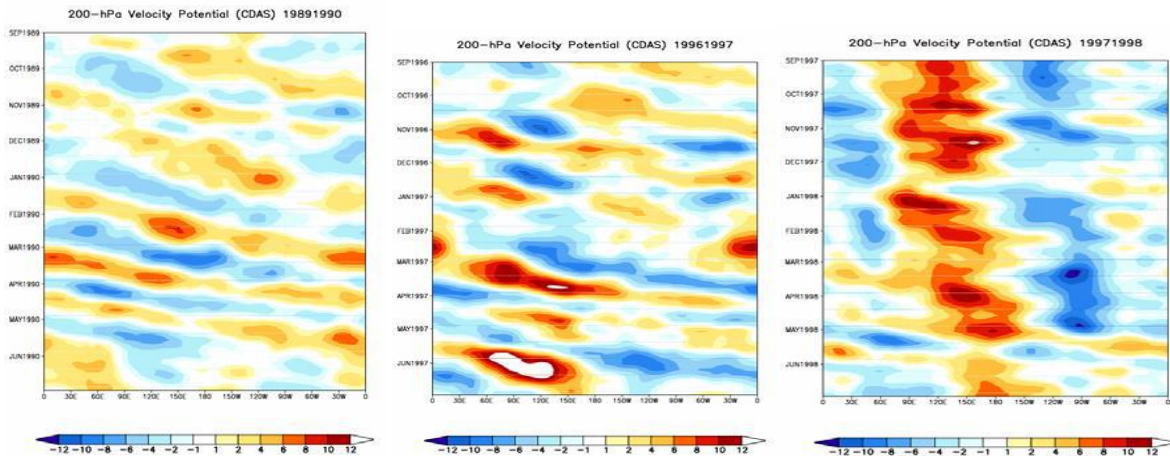 200-hPa Velocity Potential (CDAS) 19891990
SEP1989
OCT1989
NOV1989
DEC1989
JAN1990
FEB1990
MAR1990
APR1990
MAY1990
JUN1990
0 30E 60E 90E 120E 150E 180 150W 120W 90W 60W 30W 0
-12 -10 -8 -6 -4 -2 -1 1 2 4 6 8 10 12
200-hPa Velocity Potential (CDAS) 19961997
SEP1996
OCT1996
NOV1996
DEC1996
JAN1997
FEB1997
MAR1997
APR1997
MAY1997
JUN1997
0 30E 60E 90E 120E 150E 180 150W 120W 90W 60W 30W 0
-12 -10 -8 -6 -4 -2 -1 1 2 4 6 8 10 12
200-hPa Velocity Potential (CDAS) 19971998
SEP1997
OCT1997
NOV1997
DEC1997
JAN1998
FEB1998
MAR1998
APR1998
MAY1998
JUN1998
0 30E 60E 90E 120E 150E 180 150W 120W 90W 60W 30W 0
-12 -10 -8 -6 -4 -2 -1 1 2 4 6 8 10 12